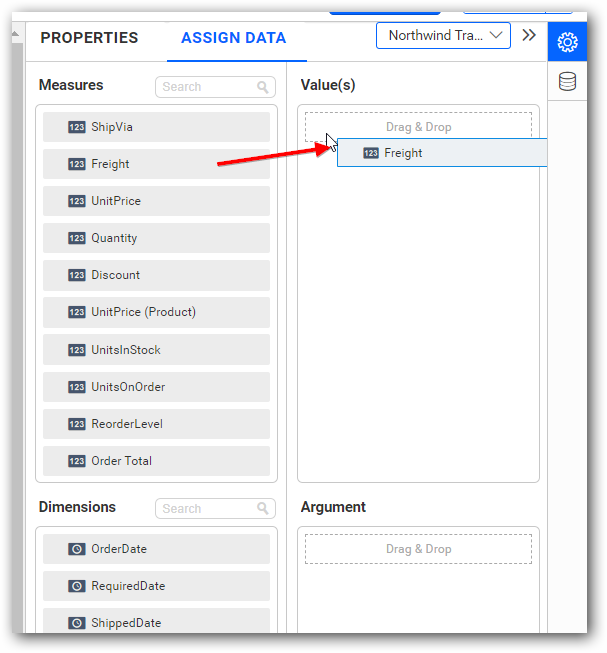 PROPERTIES
ASSIGN DATA
Northwind Tra...
Measures
Search
123 ShipVia
123 Freight
123 UnitPrice
123 Quantity
123 Discount
123 UnitPrice (Product)
123 UnitsInStock
123 UnitsOnOrder
123 ReorderLevel
123 Order Total
Value(s)
Drag & Drop
123 Freight
Dimensions
Search
OrderDate
RequiredDate
ShippedDate
Argument
Drag & Drop